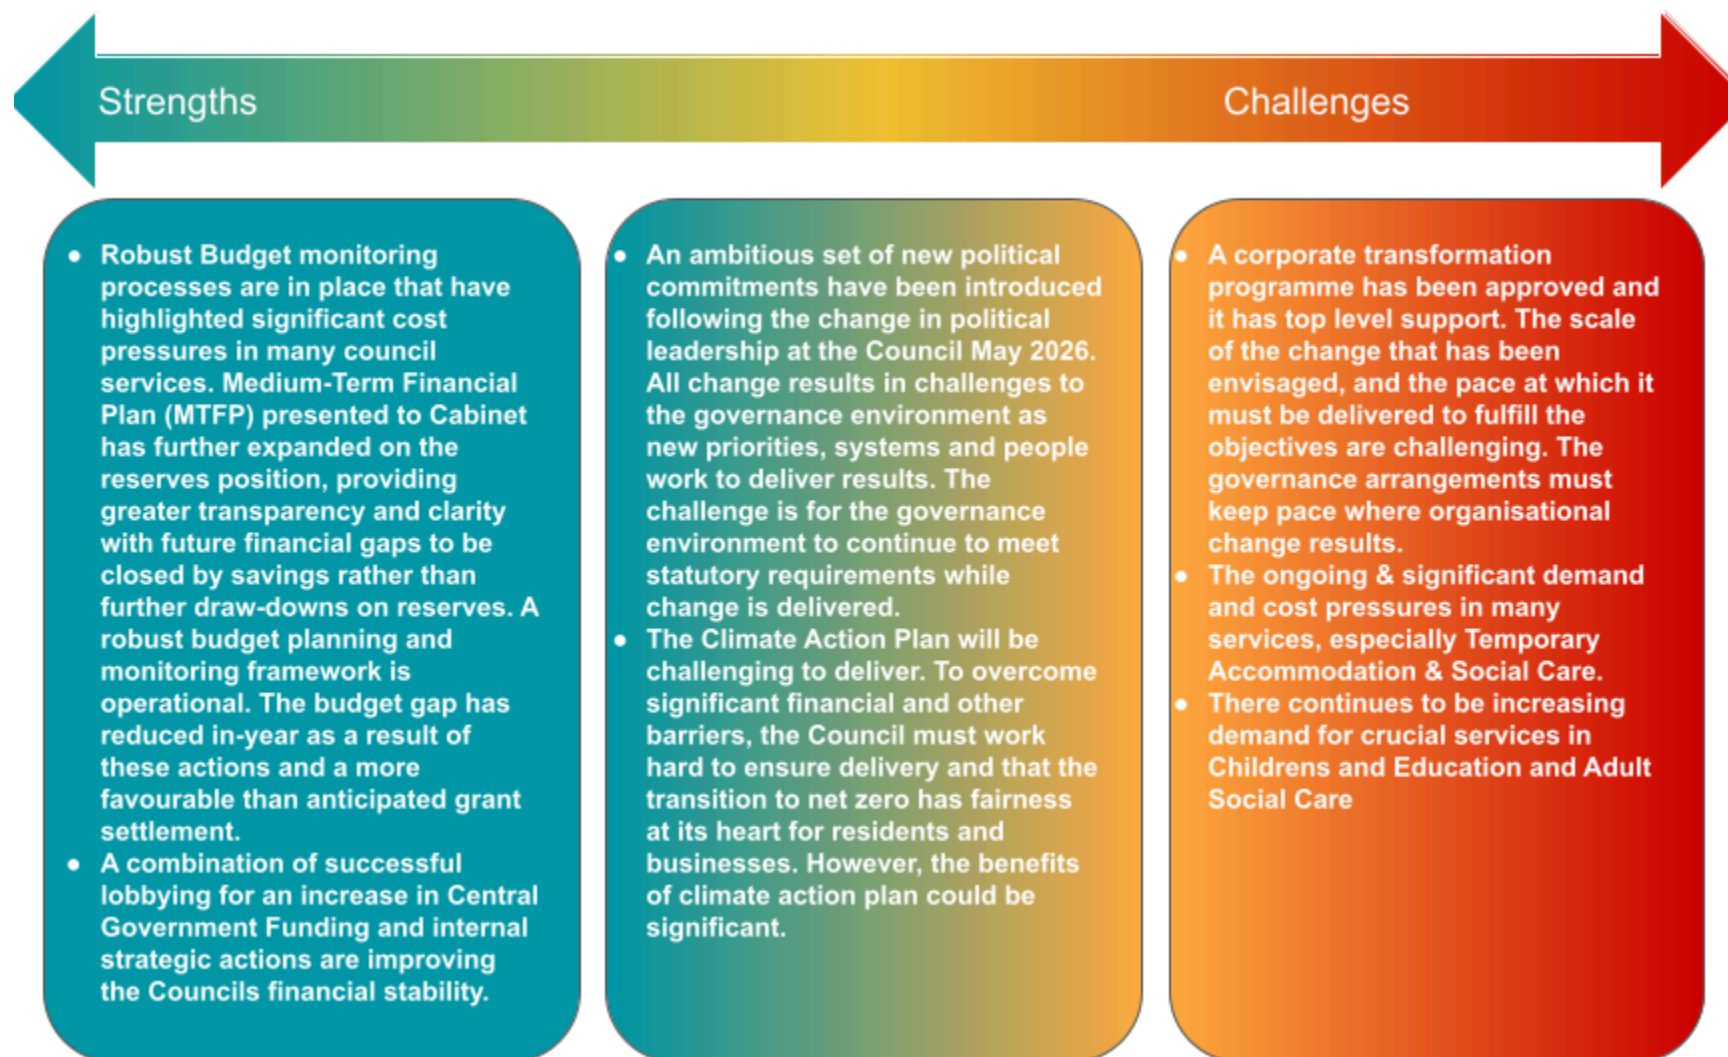 Strengths
Challenges
● Robust Budget monitoring
processes are in place that have
highlighted significant cost
pressures in many council
services. Medium-Term Financial
Plan (MTFP) presented to Cabinet
has further expanded on the
reserves position, providing
greater transparency and clarity
with future financial gaps to be
closed by savings rather than
further draw-downs on reserves. A
robust budget planning and
monitoring framework is
operational. The budget gap has
reduced in-year as a result of
these actions and a more
favourable than anticipated grant
settlement.
● A combination of successful
lobbying for an increase in Central
Government Funding and internal
strategic actions are improving
the Councils financial stability.
● An ambitious set of new political
commitments have been introduced
following the change in political
leadership at the Council May 2026.
All change results in challenges to
the governance environment as
new priorities, systems and people
work to deliver results. The
challenge is for the governance
environment to continue to meet
statutory requirements while
change is delivered.
● The Climate Action Plan will be
challenging to deliver. To overcome
significant financial and other
barriers, the Council must work
hard to ensure delivery and that the
transition to net zero has fairness
at its heart for residents and
businesses. However, the benefits
of climate action plan could be
significant.
● A corporate transformation
programme has been approved and
it has top level support. The scale
of the change that has been
envisaged, and the pace at which it
must be delivered to fulfill the
objectives are challenging. The
governance arrangements must
keep pace where organisational
change results.
● The ongoing & significant demand
and cost pressures in many
services, especially Temporary
Accommodation & Social Care.
● There continues to be increasing
demand for crucial services in
Childrens and Education and Adult
Social Care